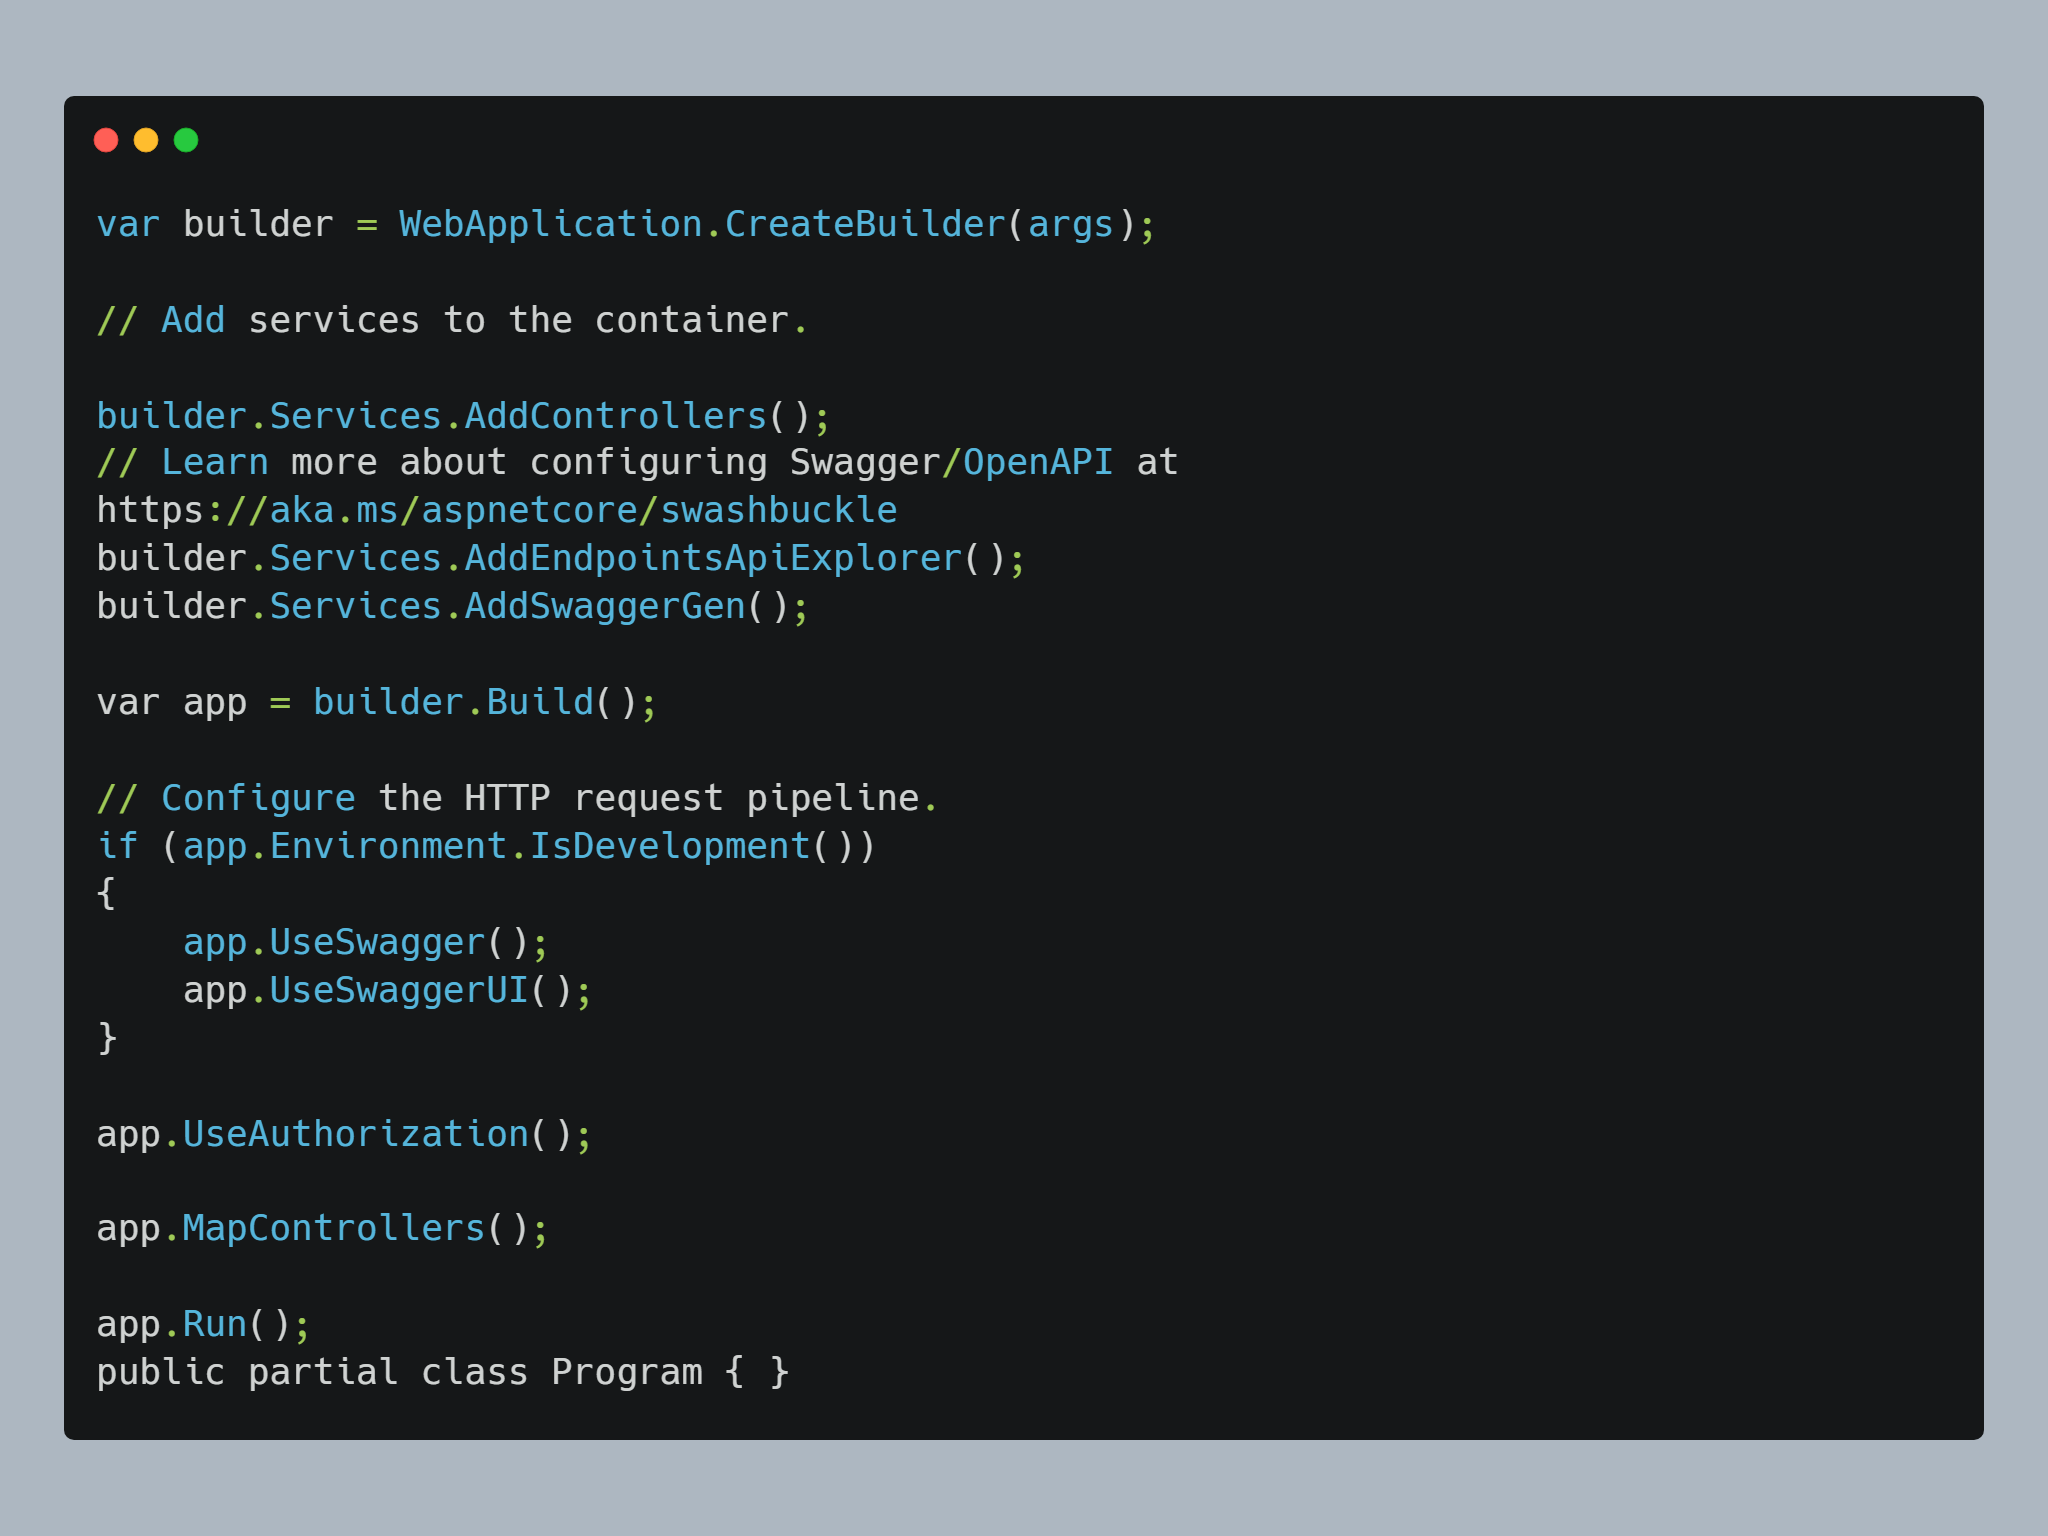 var builder = WebApplication.CreateBuilder(args);
// Add services to the container.
builder.Services.AddControllers();
// Learn more about configuring Swagger/OpenAPI at
https://aka.ms/aspnetcore/swashbuckle
builder.Services.AddEndpointsApiExplorer();
builder.Services.AddSwaggerGen();
var app = builder.Build();
// Configure the HTTP request pipeline.
if (app.Environment.IsDevelopment())
{
    app.UseSwagger();
    app.UseSwaggerUI();
}
app.UseAuthorization();
app.MapControllers();
app.Run();
public partial class Program { }